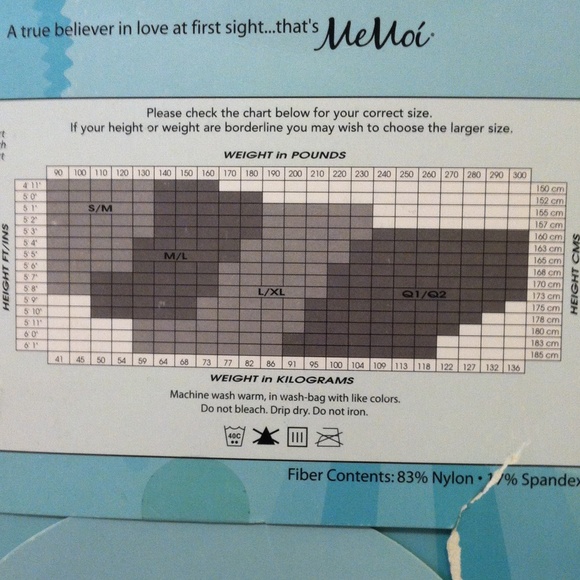 A true believer in love at first sight...that's MeMoí
Please check the chart below for your correct size.
If your height or weight are borderline you may wish to choose the larger size.
WEIGHT in POUNDS
90 100 110 120 130 140 150 160 170 180 190 200 210 220 230 240 250 260 270 280 290 300
4' 11" 150 cm
5' 0" 152 cm
5' 1" S/M 155 cm
5' 2" 157 cm
5' 3" 160 cm
5' 4" 163 cm
5' 5" M/L 165 cm
5' 6" 168 cm
5' 7" 170 cm
5' 8" L/XL Q1/Q2 173 cm
5' 9" 175 cm
5' 10" 178 cm
5' 11" 180 cm
6' 0" 183 cm
6' 1" 185 cm
HEIGHT FT/INS
HEIGHT CMS
41 45 50 54 59 64 68 73 77 82 86 91 95 100 104 109 113 118 122 127 132 136
WEIGHT in KILOGRAMS
Machine wash warm, in wash-bag with like colors.
Do not bleach. Drip dry. Do not iron.
40C
Fiber Contents: 83% Nylon • 17% Spandex